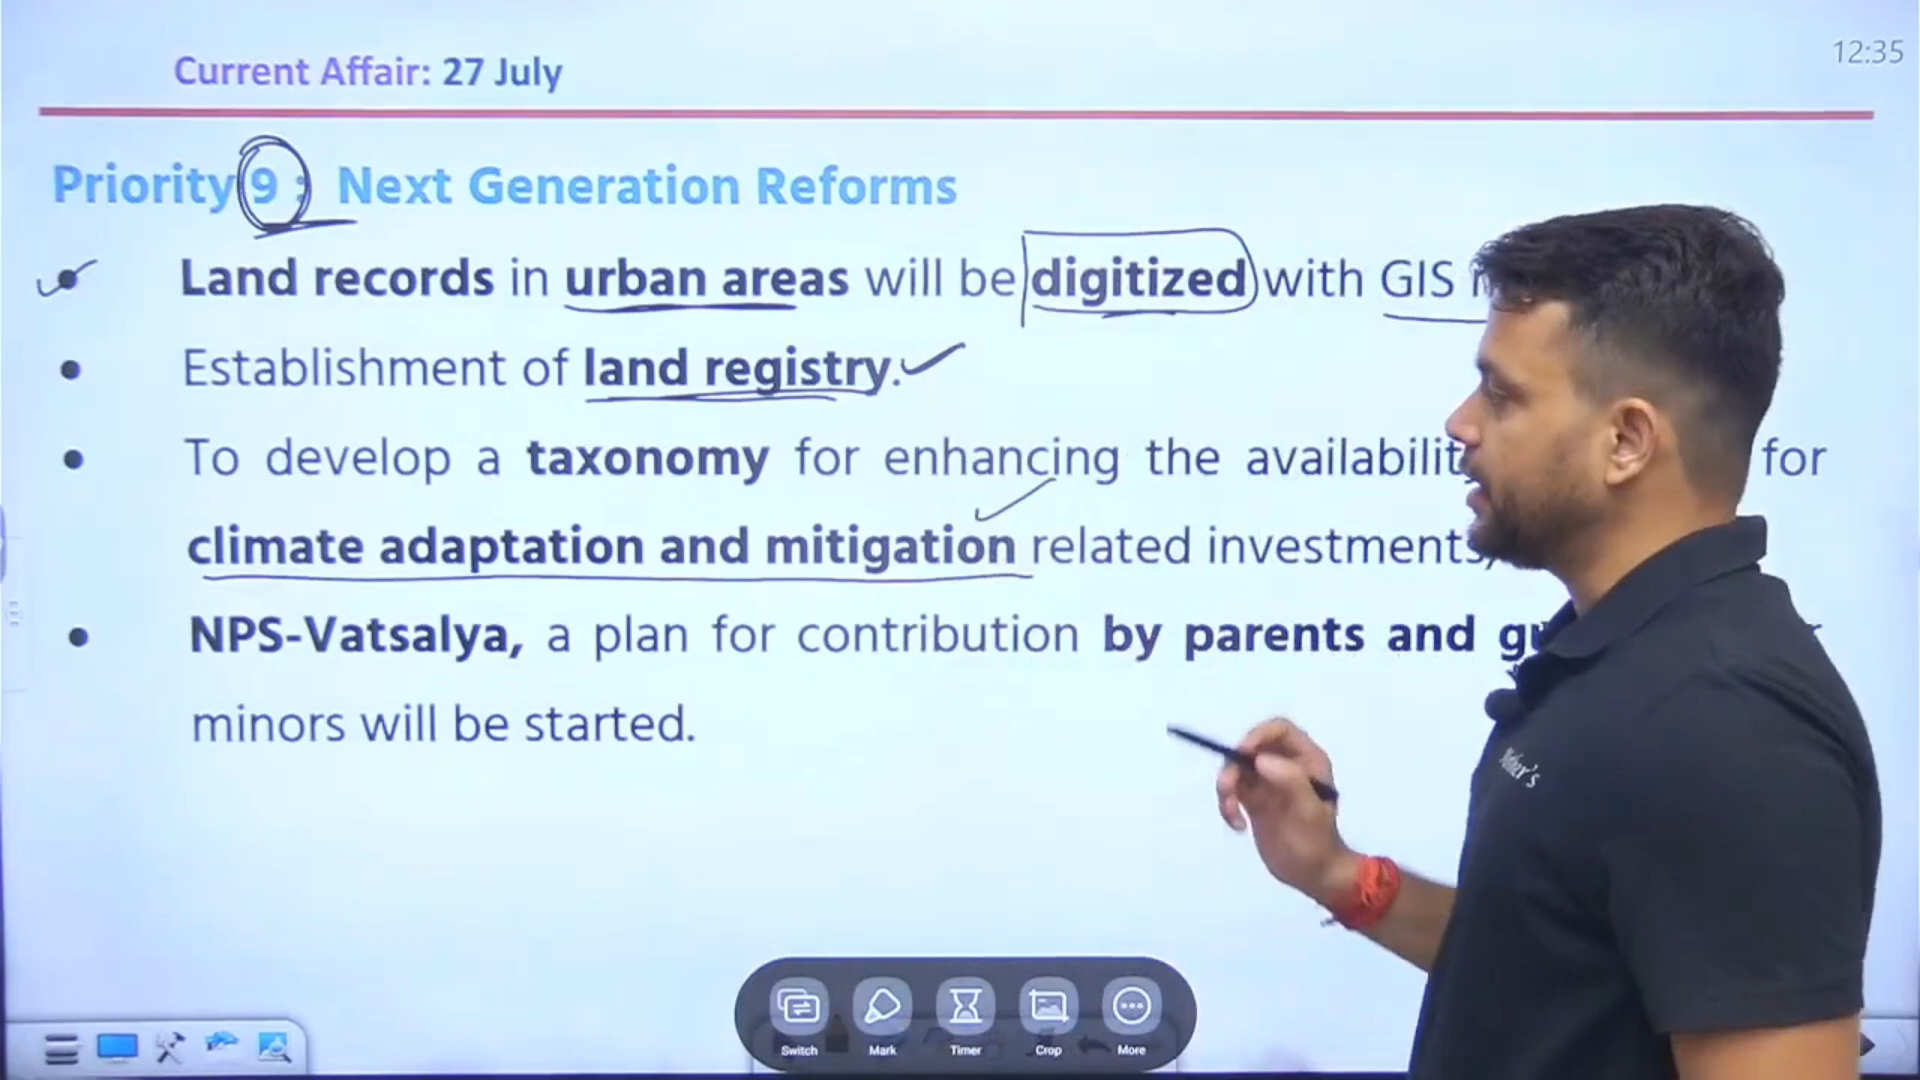 12:35
Current Affair: 27 July
Priority 9 : Next Generation Reforms
Land records in urban areas will be digitized with GIS
Establishment of land registry.
To develop a taxonomy for enhancing the for
climate adaptation and mitigation related investments
NPS-Vatsalya, a plan for contribution by parents and
minors will be started.
Switch Mark Timer Crop More